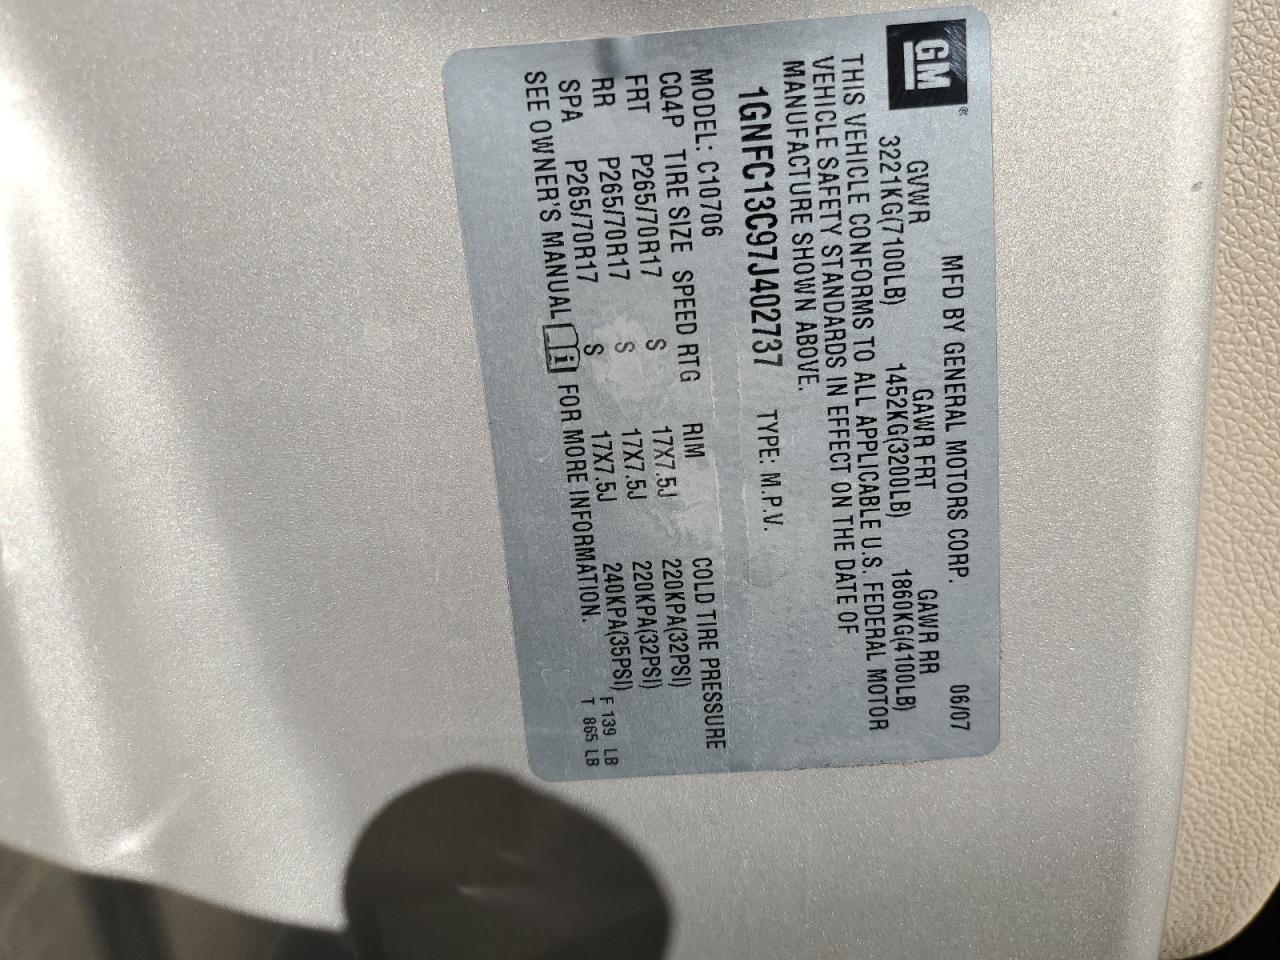 GM®
MFD BY GENERAL MOTORS CORP. 06/07
GVWR GAWR FRT GAWR RR
3221KG(7100LB) 1452KG(3200LB) 1860KG(4100LB)
THIS VEHICLE CONFORMS TO ALL APPLICABLE U.S. FEDERAL MOTOR
VEHICLE SAFETY STANDARDS IN EFFECT ON THE DATE OF
MANUFACTURE SHOWN ABOVE.
1GNFC13C97J402737 TYPE: M.P.V.
MODEL: C10706
CQ4P TIRE SIZE SPEED RTG RIM COLD TIRE PRESSURE
FRT P265/70R17 S 17X7.5J 220KPA(32PSI)
RR P265/70R17 S 17X7.5J 220KPA(32PSI)
SPA P265/70R17 S 17X7.5J 240KPA(35PSI)
SEE OWNER'S MANUAL i FOR MORE INFORMATION.
F 139 LB
T 865 LB